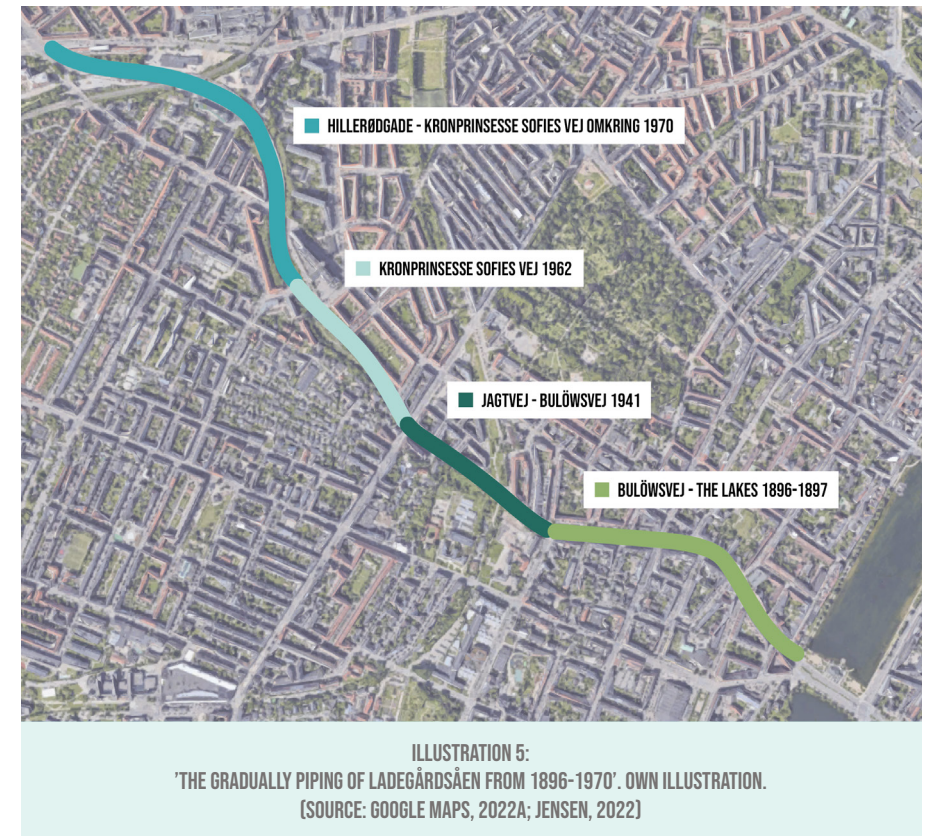 HILLERØDGADE - KRONPRINSESSE SOFIES VEJ OMKRING 1970
KRONPRINSESSE SOFIES VEJ 1962
JAGTVEJ - BULÖWSVEJ 1941
BULÖWSVEJ - THE LAKES 1896-1897
ILLUSTRATION 5:
'THE GRADUALLY PIPING OF LADEGÅRDSÅEN FROM 1896-1970'. OWN ILLUSTRATION.
(SOURCE: GOOGLE MAPS, 2022A; JENSEN, 2022)